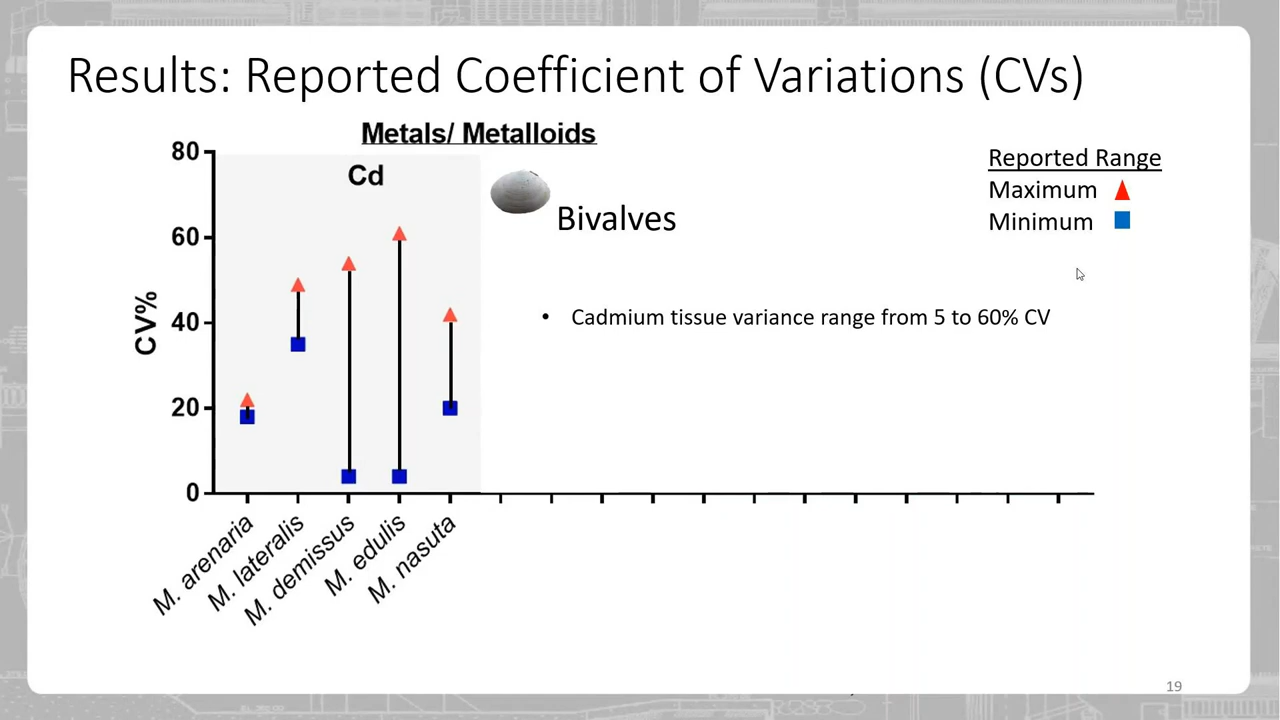 Results: Reported Coefficient of Variations (CVs)
Metals/ Metalloids
Cd
Bivalves
Reported Range
Maximum
Minimum
• Cadmium tissue variance range from 5 to 60% CV
CV%
80
60
40
20
0
M. arenaria
M. lateralis
M. demissus
M. edulis
M. nasuta
19